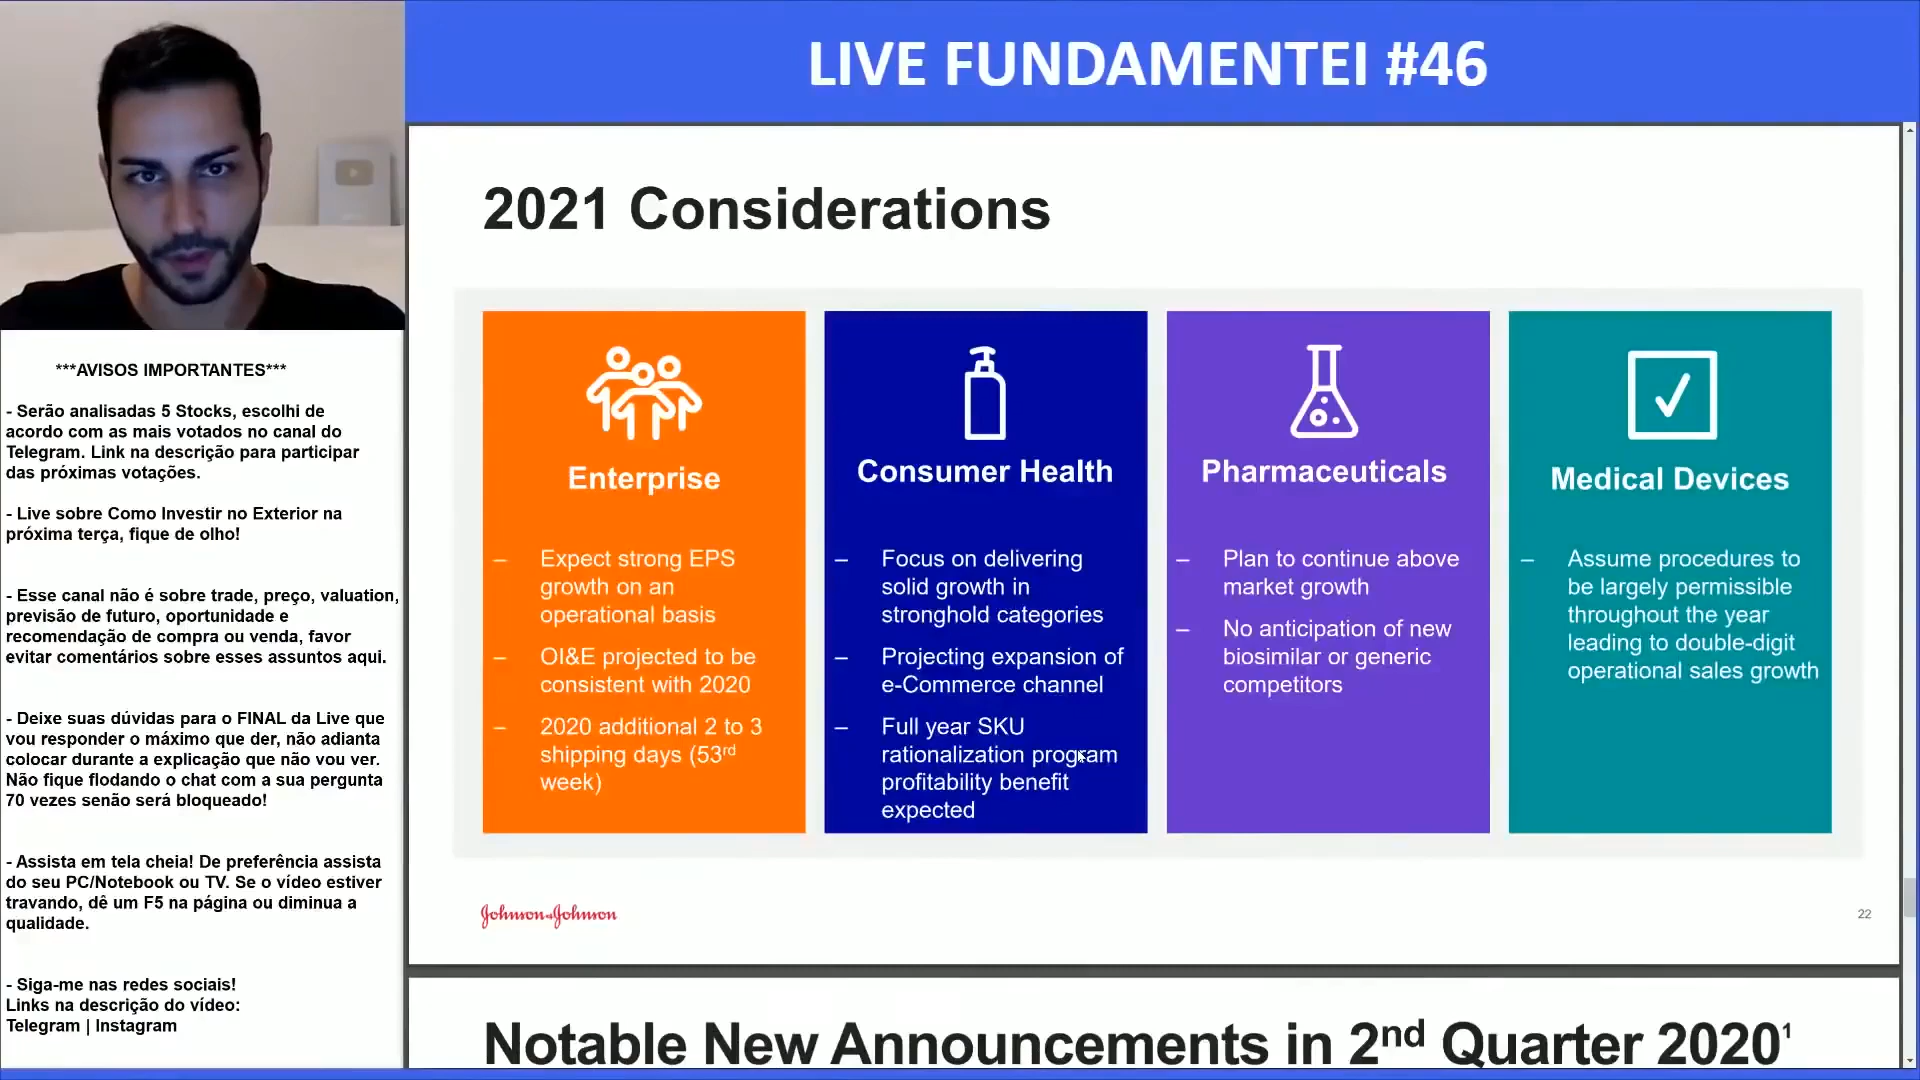 LIVE FUNDAMENTEI #46
***AVISOS IMPORTANTES***
- Serão analisadas 5 Stocks, escolhi de
acordo com as mais votados no canal do
Telegram. Link na descrição para participar
das próximas votações.
- Live sobre Como Investir no Exterior na
próxima terça, fique de olho!
- Esse canal não é sobre trade, preço, valuation,
previsão de futuro, oportunidade e
recomendação de compra ou venda, favor
evitar comentários sobre esses assuntos aqui.
- Deixe suas dúvidas para o FINAL da Live que
vou responder o máximo que der, não adianta
colocar durante a explicação que não vou ver.
Não fique flodando o chat com a sua pergunta
70 vezes senão será bloqueado!
- Assista em tela cheia! De preferência assista
do seu PC/Notebook ou TV. Se o vídeo estiver
travando, dê um F5 na página ou diminua a
qualidade.
- Siga-me nas redes sociais!
Links na descrição do vídeo:
Telegram | Instagram
2021 Considerations
Enterprise
– Expect strong EPS
growth on an
operational basis
– OI&E projected to be
consistent with 2020
– 2020 additional 2 to 3
shipping days (53rd
week)
Consumer Health
– Focus on delivering
solid growth in
stronghold categories
– Projecting expansion of
e-Commerce channel
– Full year SKU
rationalization program
profitability benefit
expected
Pharmaceuticals
– Plan to continue above
market growth
– No anticipation of new
biosimilar or generic
competitors
Medical Devices
– Assume procedures to
be largely permissible
throughout the year
leading to double-digit
operational sales growth
Johnson&Johnson
22
Notable New Announcements in 2nd Quarter 2020¹